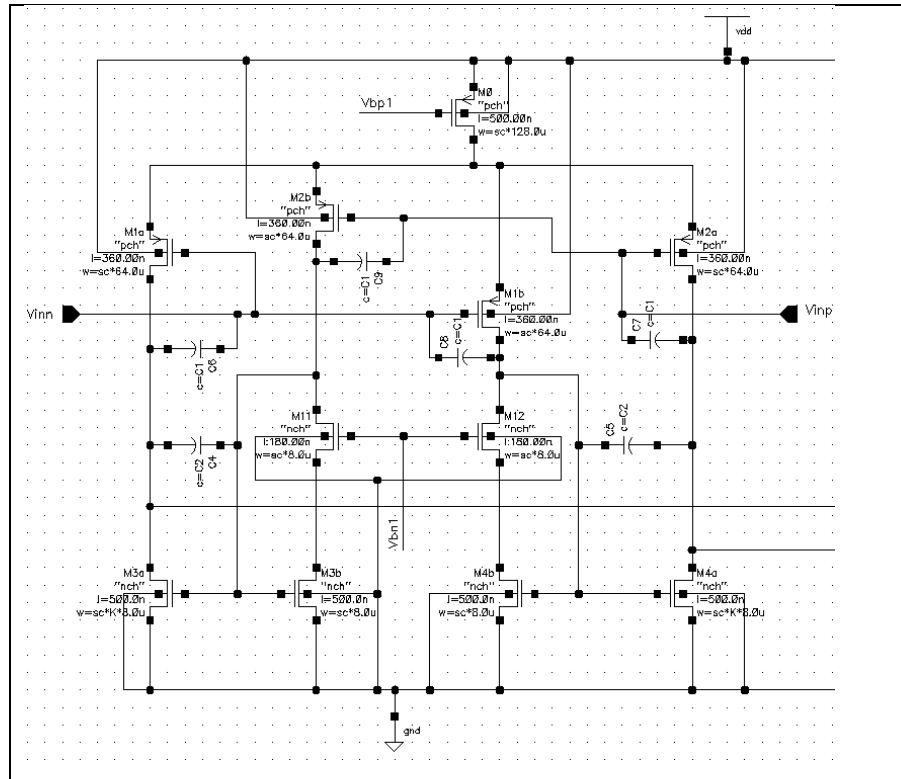 vdd
M0
"pch"
l=500.00n
w=sc*128.0u
Vbp1
M2b
"pch"
l=360.00n
w=sc*64.0u
M1a
"pch"
l=360.00n
w=sc*64.0u
M2a
"pch"
l=360.00n
w=sc*64.0u
c=C1
C9
M1b
"pch"
l=360.00n
w=sc*64.0u
Vinn
Vinp
c=C1
C6
C8
c=C1
C7
c=C1
M11
"nch"
l:180.00n
w=sc*8.0u
M12
"nch"
l:180.00n
w=sc*8.0u
c=C2
C4
C5
c=C2
Vbn1
M3a
"nch"
l=500.0n
w=sc*K*8.0u
M3b
"nch"
l=500.0n
w=sc*8.0u
M4b
"nch"
l=500.0n
w=sc*8.0u
M4a
"nch"
l=500.0n
w=sc*K*8.0u
gnd